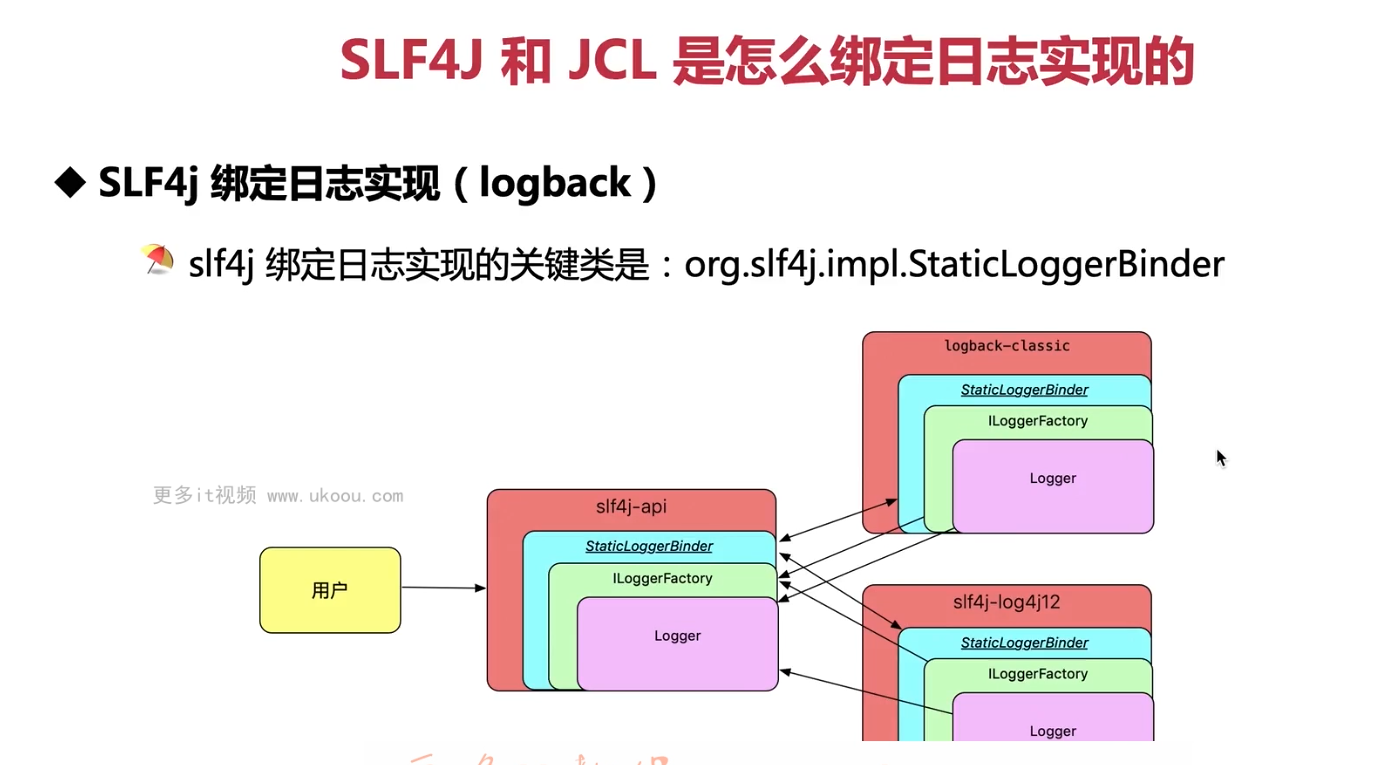 SLF4J 和 JCL 是怎么绑定日志实现的
SLF4j 绑定日志实现（logback）
slf4j 绑定日志实现的关键类是：org.slf4j.impl.StaticLoggerBinder
logback-classic
StaticLoggerBinder
ILoggerFactory
Logger
更多it视频 www.ukoou.com
slf4j-api
StaticLoggerBinder
ILoggerFactory
Logger
用户
slf4j-log4j12
StaticLoggerBinder
ILoggerFactory
Logger